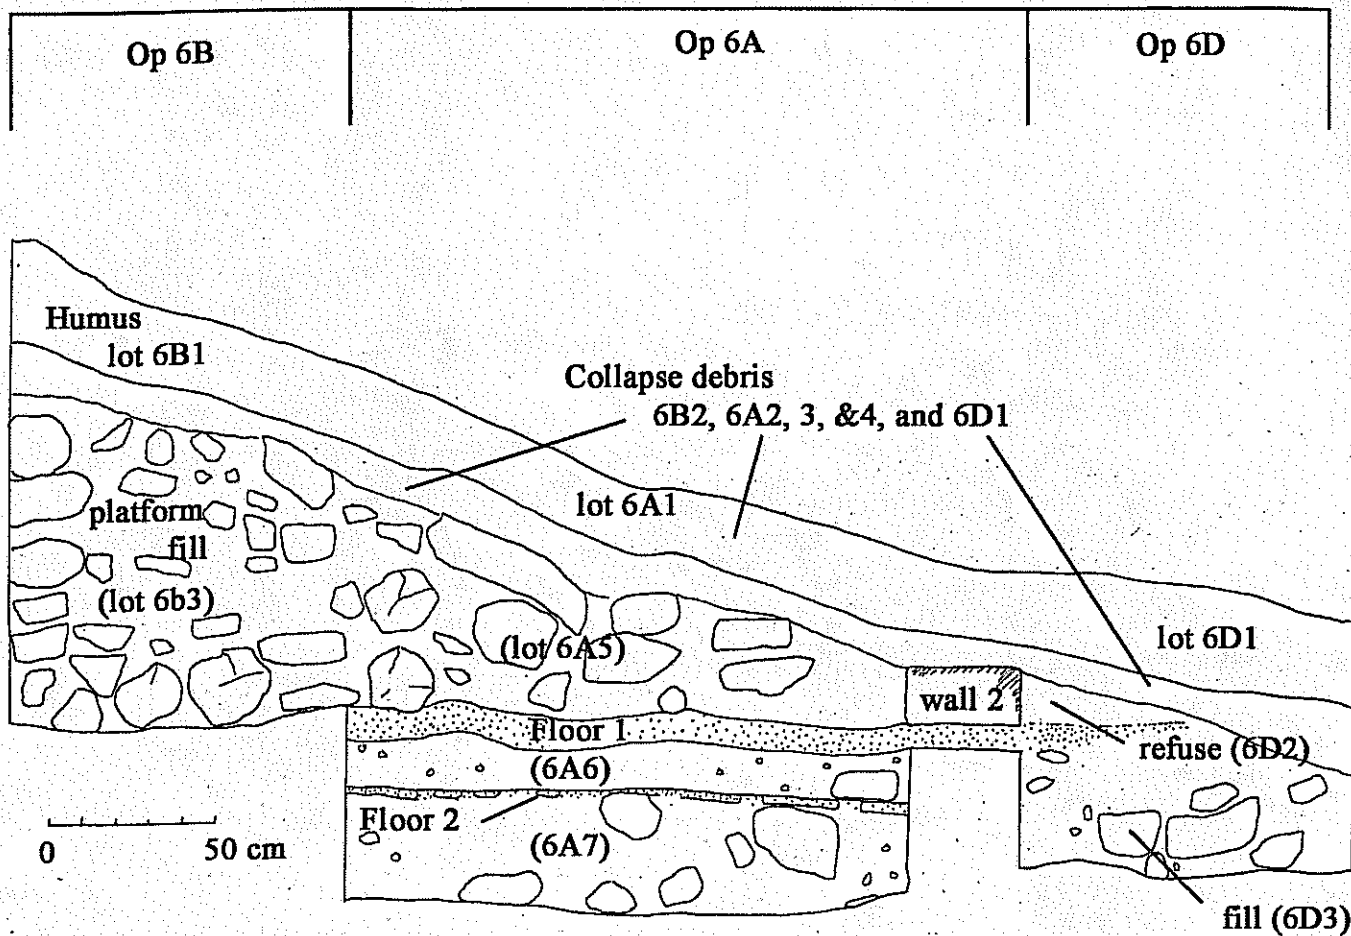 Op 6B
Op 6A
Op 6D
Humus
lot 6B1
Collapse debris
6B2, 6A2, 3, &4, and 6D1
lot 6A1
platform
fill
(lot 6b3)
(lot 6A5)
lot 6D1
wall 2
Floor 1
refuse (6D2)
(6A6)
Floor 2
(6A7)
0 50 cm
fill (6D3)